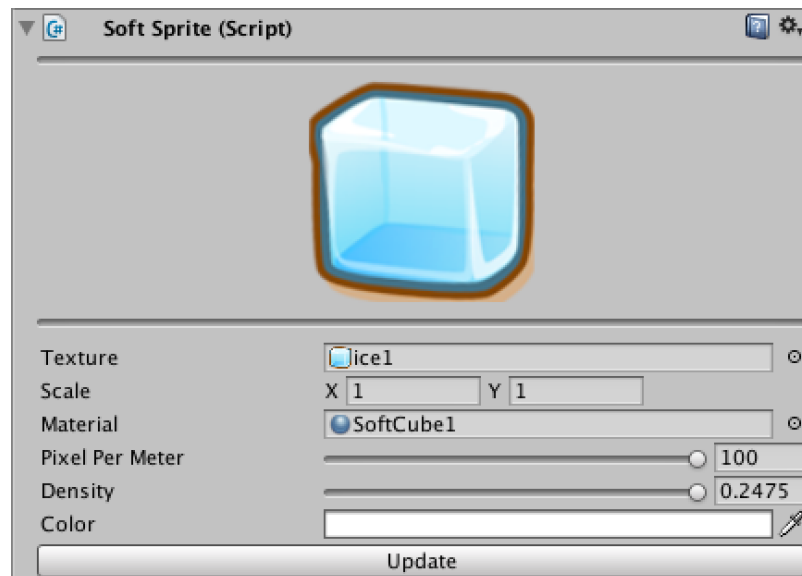 Soft Sprite (Script)
Texture ice1
Scale X 1 Y 1
Material SoftCube1
Pixel Per Meter 100
Density 0.2475
Color
Update